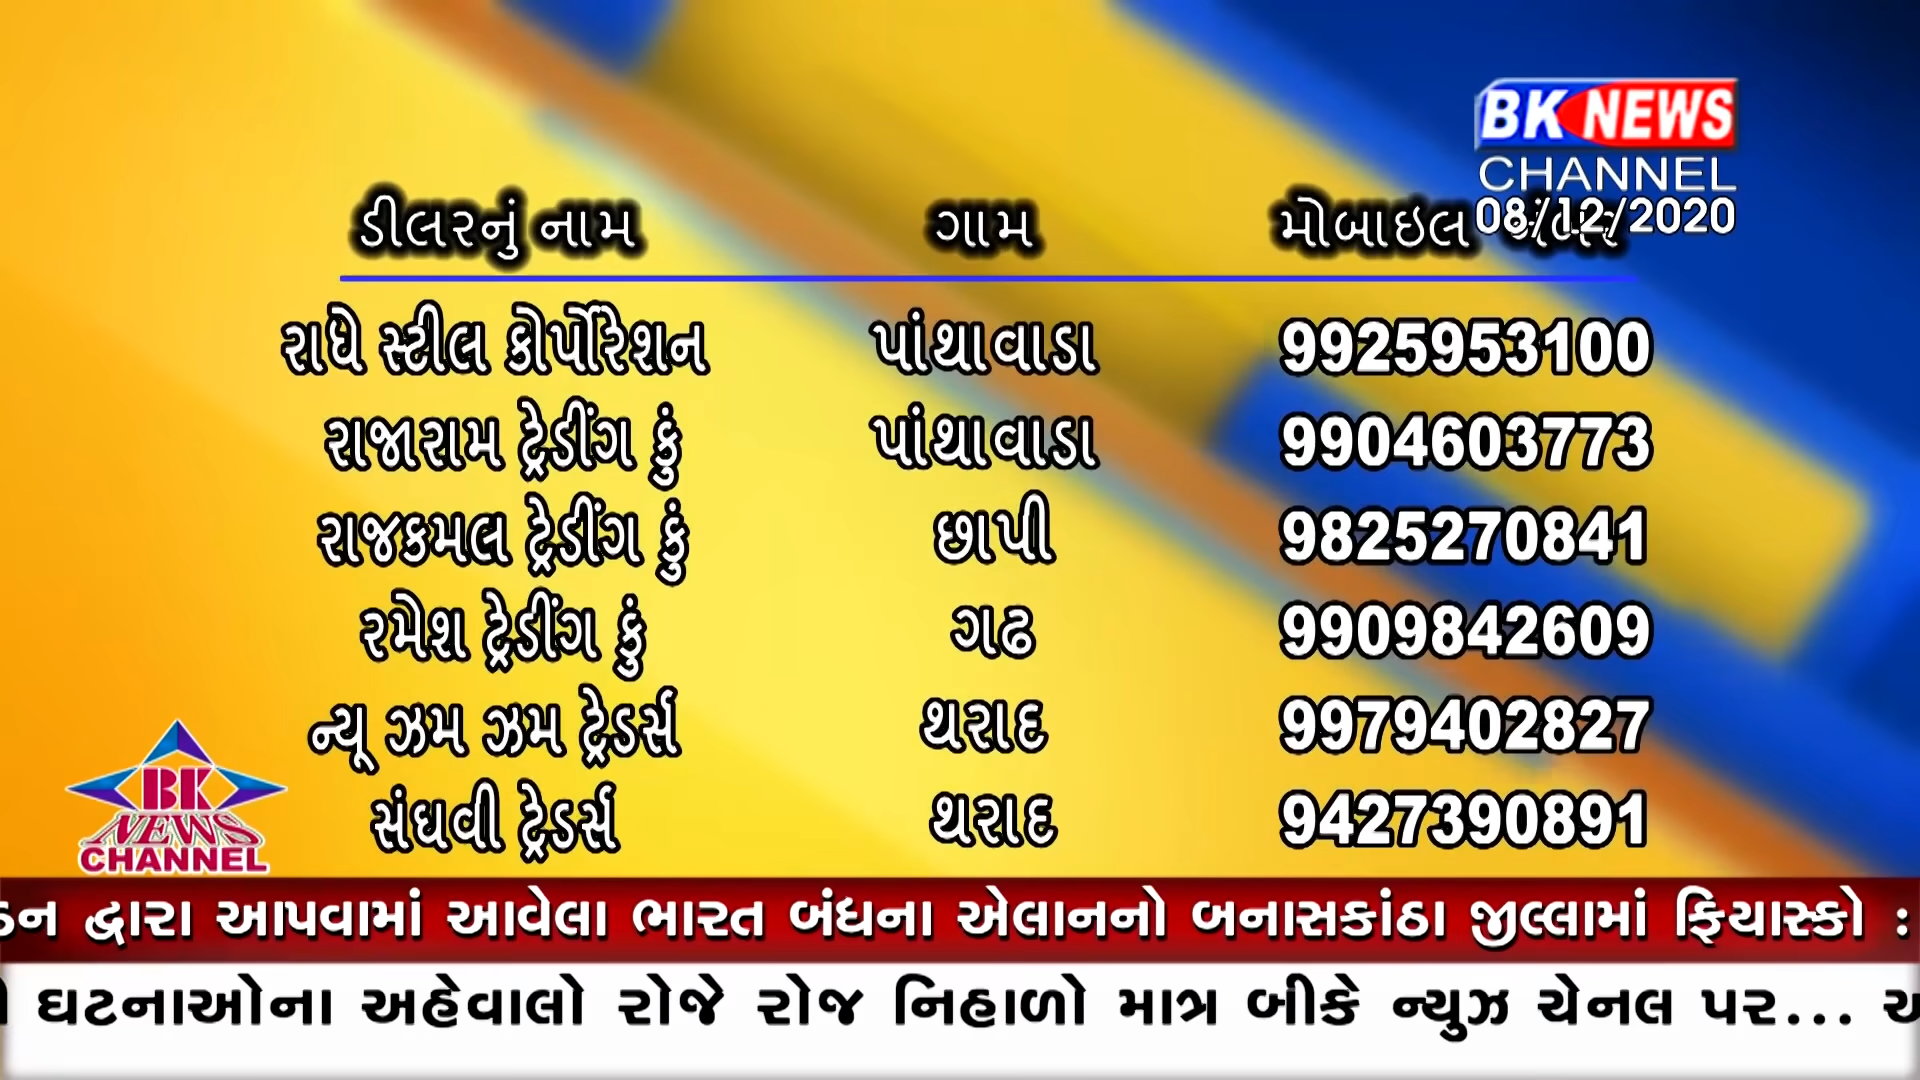 BK NEWS
CHANNEL
08/12/2020
ડીલરનું નામ ગામ મોબાઇલ
રાધે સ્ટીલ કોર્પોરેશન પાંથાવાડા 9925953100
રાજારામ ટ્રેડીંગ કું પાંથાવાડા 9904603773
રાજકમલ ટ્રેડીંગ કું છાપી 9825270841
રમેશ ટ્રેડીંગ કું ગઢ 9909842609
ન્યૂ ઝમ ઝમ ટ્રેડર્સ થરાદ 9979402827
સંઘવી ટ્રેડર્સ થરાદ 9427390891
BK
NEWS
CHANNEL
દ્વારા આપવામાં આવેલા ભારત બંધના એલાનનો બનાસકાંઠા જીલ્લામાં ફિયાસ્કો :
ઘટનાઓના અહેવાલો રોજે રોજ નિહાળો માત્ર બીકે ન્યુઝ ચેનલ પર...